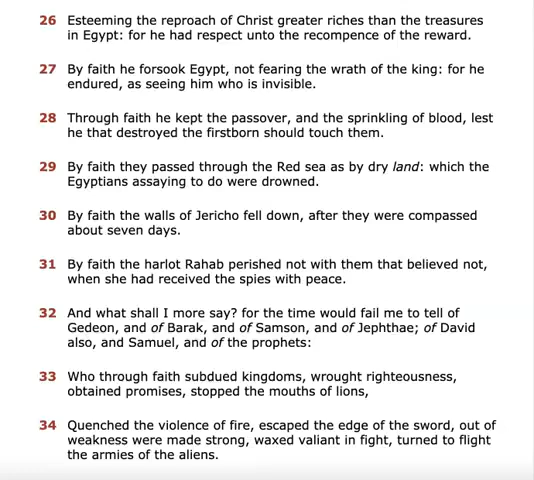 26 Esteeming the reproach of Christ greater riches than the treasures
in Egypt: for he had respect unto the recompence of the reward.
27 By faith he forsook Egypt, not fearing the wrath of the king: for he
endured, as seeing him who is invisible.
28 Through faith he kept the passover, and the sprinkling of blood, lest
he that destroyed the firstborn should touch them.
29 By faith they passed through the Red sea as by dry land: which the
Egyptians assaying to do were drowned.
30 By faith the walls of Jericho fell down, after they were compassed
about seven days.
31 By faith the harlot Rahab perished not with them that believed not,
when she had received the spies with peace.
32 And what shall I more say? for the time would fail me to tell of
Gedeon, and of Barak, and of Samson, and of Jephthae; of David
also, and Samuel, and of the prophets:
33 Who through faith subdued kingdoms, wrought righteousness,
obtained promises, stopped the mouths of lions,
34 Quenched the violence of fire, escaped the edge of the sword, out of
weakness were made strong, waxed valiant in fight, turned to flight
the armies of the aliens.